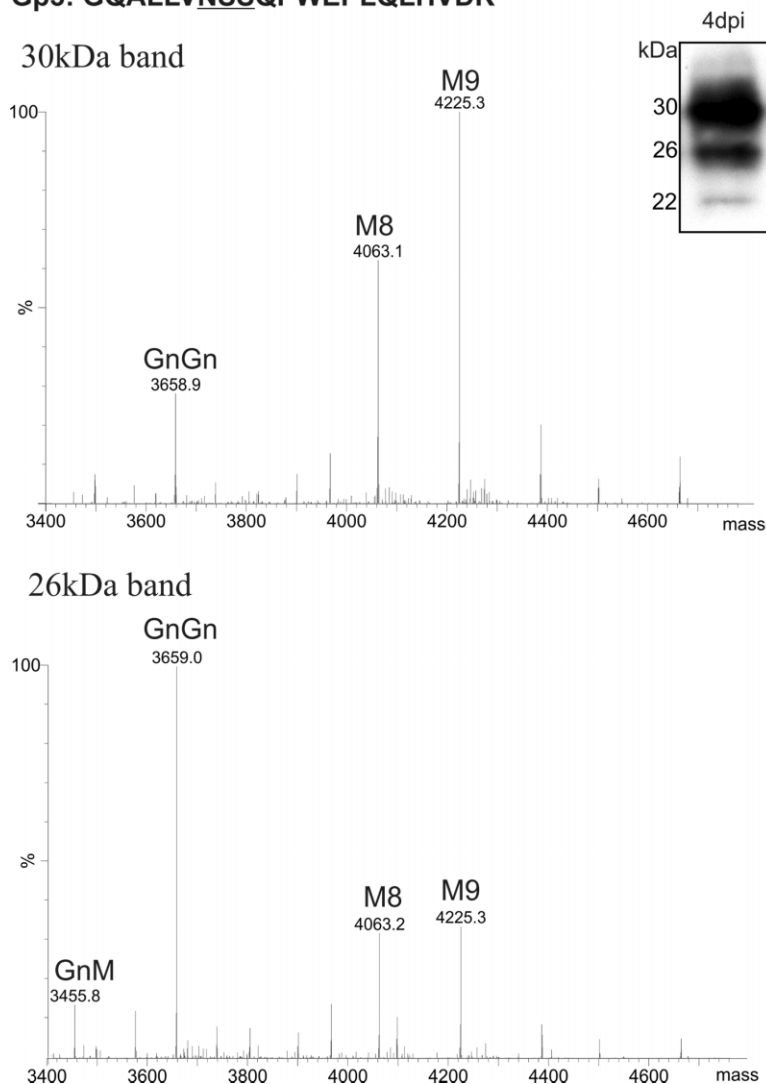 Gp3: GQALLVNSSQPWEPLQLHVDK
4dpi
kDa
30
26
22
30kDa band
100
%
M9
4225.3
M8
4063.1
GnGn
3658.9
3400 3600 3800 4000 4200 4400 4600 mass
26kDa band
GnGn
3659.0
100
%
M8
4063.2
M9
4225.3
GnM
3455.8
3400 3600 3800 4000 4200 4400 4600 mass